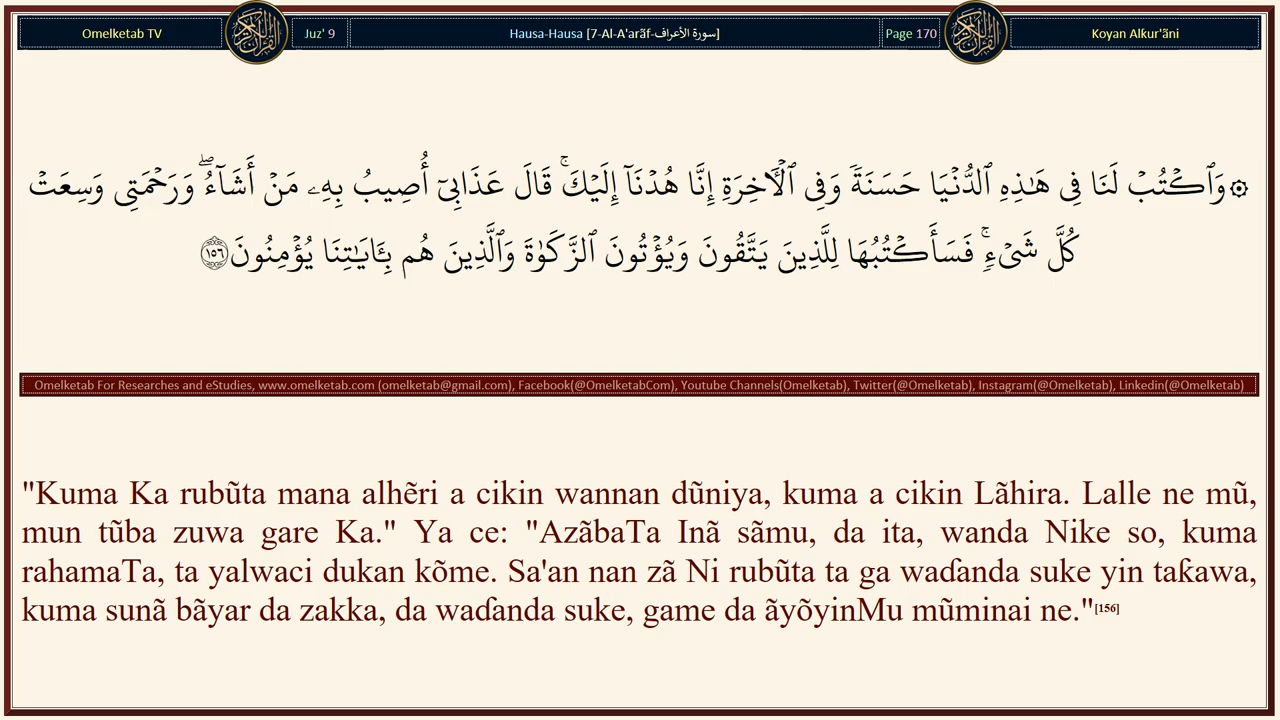 Omelketab TV
Juz' 9
Hausa-Hausa [7-Al-A'arãf-سورة الأعراف]
Page 170
Koyan Alƙur'ãni
۞ وَٱكۡتُبۡ لَنَا فِى هَـٰذِهِ ٱلدُّنۡيَا حَسَنَةً۬ وَفِى ٱلۡأَخِرَةِ إِنَّا هُدۡنَآ إِلَيۡكَ‌ۚ قَالَ عَذَابِىٓ أُصِيبُ بِهِۦ مَنۡ أَشَآءُ‌ۖ وَرَحۡمَتِى وَسِعَتۡ
كُلَّ شَىۡءٍ۬‌ۚ فَسَأَڪۡتُبُہَا لِلَّذِينَ يَتَّقُونَ وَيُؤۡتُونَ ٱلزَّڪَوٰةَ وَٱلَّذِينَ هُم بِـَٔايَـٰتِنَا يُؤۡمِنُونَ ١٥٦
Omelketab For Researches and eStudies, www.omelketab.com (omelketab@gmail.com), Facebook(@OmelketabCom), Youtube Channels(Omelketab), Twitter(@Omelketab), Instagram(@Omelketab), Linkedin(@Omelketab)
"Kuma Ka rubũta mana alhẽri a cikin wannan dũniya, kuma a cikin Lãhira. Lalle ne mũ,
mun tũba zuwa gare Ka." Ya ce: "AzãbaTa Inã sãmu, da ita, wanda Nike so, kuma
rahamaTa, ta yalwaci dukan kõme. Sa'an nan zã Ni rubũta ta ga waɗanda suke yin taƙawa,
kuma sunã bãyar da zakka, da waɗanda suke, game da ãyõyinMu mũminai ne."[156]